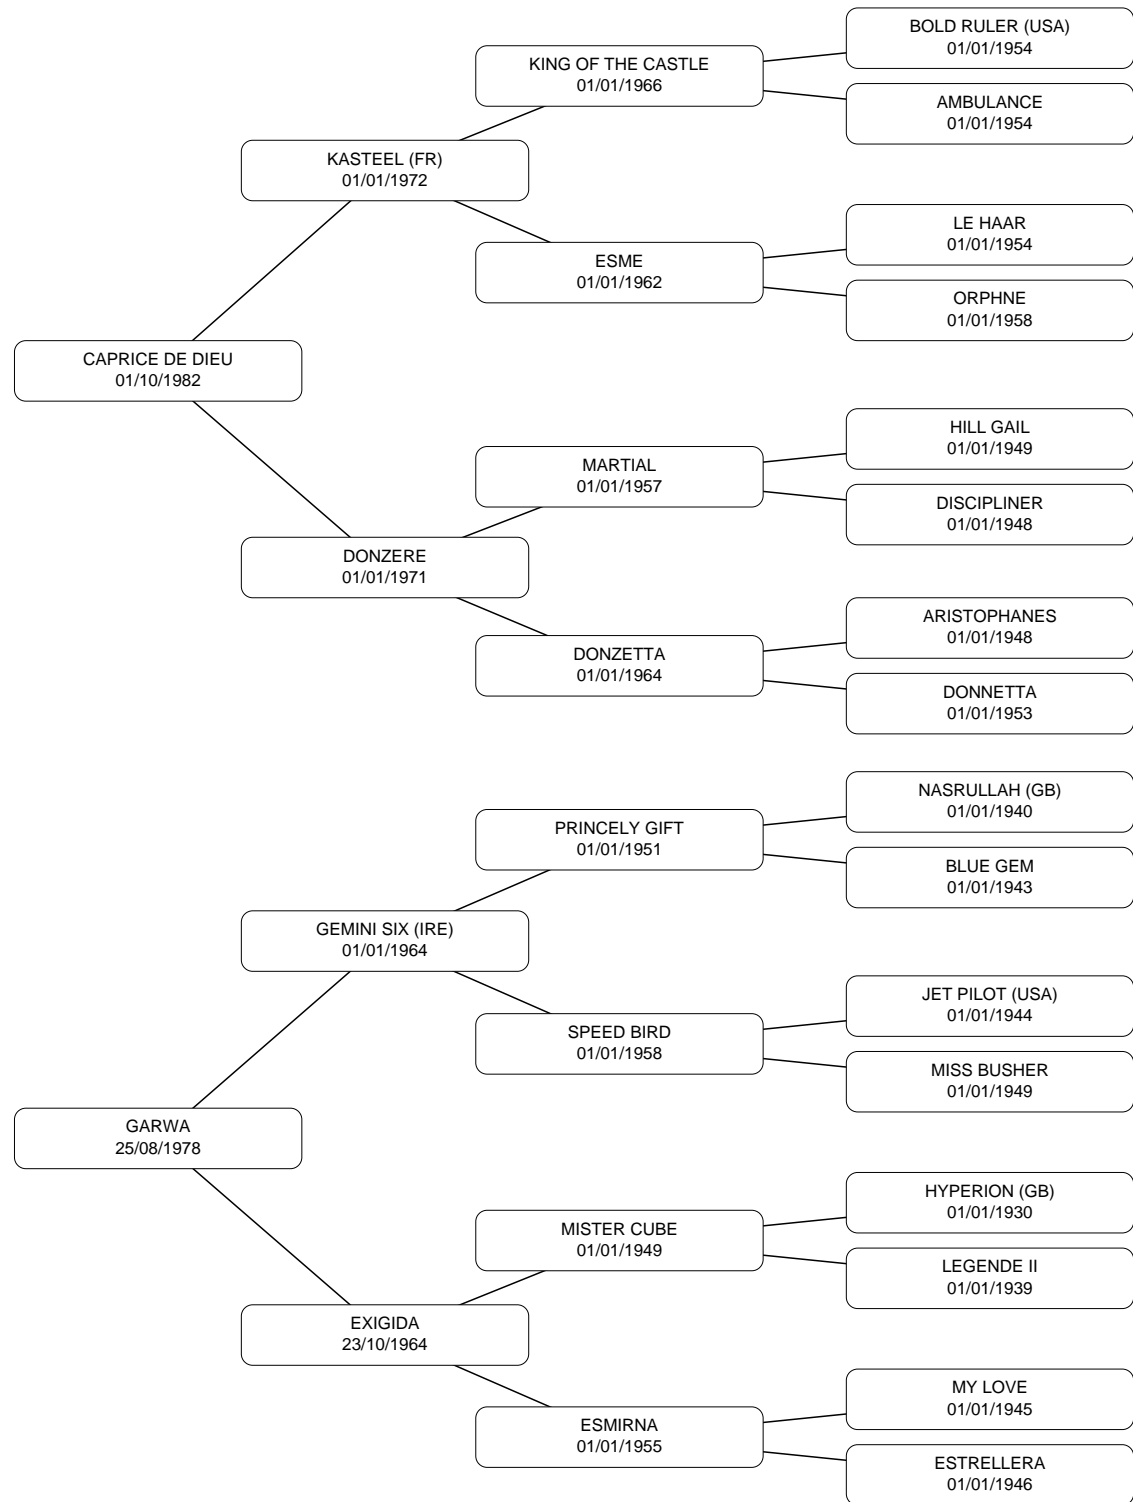 BOLD RULER (USA)
01/01/1954
KING OF THE CASTLE
01/01/1966
AMBULANCE
01/01/1954
KASTEEL (FR)
01/01/1972
LE HAAR
01/01/1954
ESME
01/01/1962
ORPHNE
01/01/1958
CAPRICE DE DIEU
01/10/1982
HILL GAIL
01/01/1949
MARTIAL
01/01/1957
DISCIPLINER
01/01/1948
DONZERE
01/01/1971
ARISTOPHANES
01/01/1948
DONZETTA
01/01/1964
DONNETTA
01/01/1953
NASRULLAH (GB)
01/01/1940
PRINCELY GIFT
01/01/1951
BLUE GEM
01/01/1943
GEMINI SIX (IRE)
01/01/1964
JET PILOT (USA)
01/01/1944
SPEED BIRD
01/01/1958
MISS BUSHER
01/01/1949
GARWA
25/08/1978
HYPERION (GB)
01/01/1930
MISTER CUBE
01/01/1949
LEGENDE II
01/01/1939
EXIGIDA
23/10/1964
MY LOVE
01/01/1945
ESMIRNA
01/01/1955
ESTRELLERA
01/01/1946